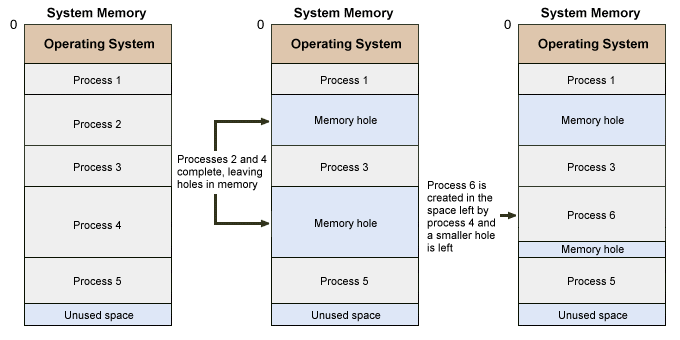 System Memory
0
Operating System
Process 1
Process 2
Process 3
Process 4
Process 5
Unused space
Processes 2 and 4
complete, leaving
holes in memory
System Memory
0
Operating System
Process 1
Memory hole
Process 3
Memory hole
Process 5
Unused space
Process 6 is
created in the
space left by
process 4 and
a smaller hole
is left
System Memory
0
Operating System
Process 1
Memory hole
Process 3
Process 6
Memory hole
Process 5
Unused space